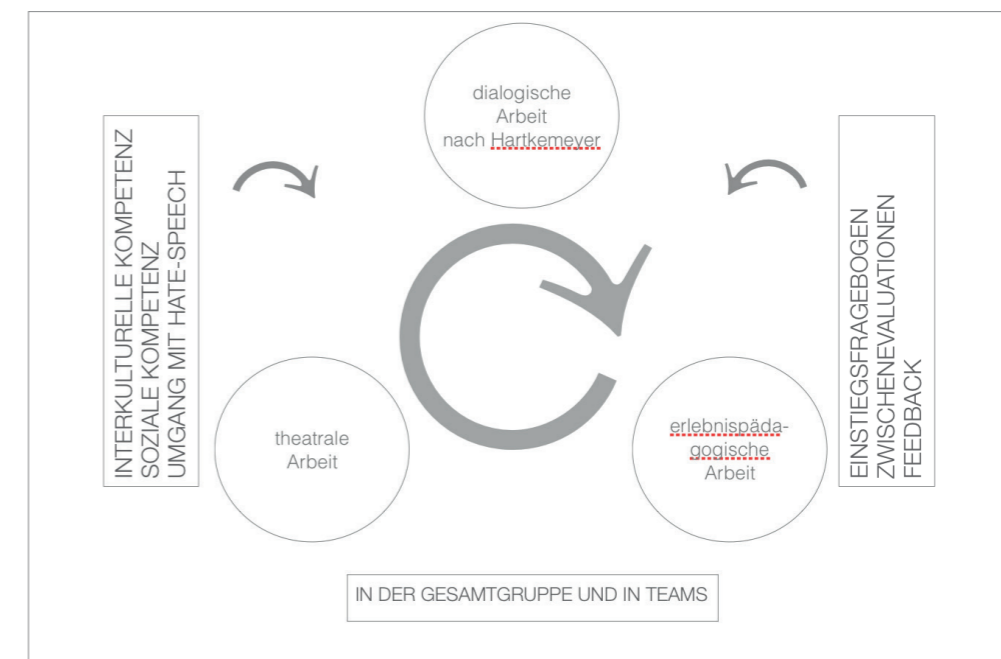 dialogische
Arbeit
nach Hartkemeyer
INTERKULTURELLE KOMPETENZ
SOZIALE KOMPETENZ
UMGANG MIT HATE-SPEECH
EINSTIEGSFRAGEBOGEN
ZWISCHENEVALUATIONEN
FEEDBACK
theatrale
Arbeit
erlebnispäda-
gogische
Arbeit
IN DER GESAMTGRUPPE UND IN TEAMS